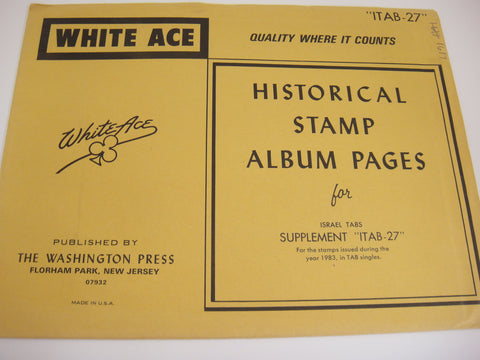 "ITAB-27"
WHITE ACE
QUALITY WHERE IT COUNTS
HISTORICAL
STAMP
ALBUM PAGES
for
ISRAEL TABS
SUPPLEMENT "ITAB-27"
For the stamps issued during the
year 1983, in TAB singles.
White Ace
PUBLISHED BY
THE WASHINGTON PRESS
FLORHAM PARK, NEW JERSEY
07932
MADE IN U.S.A.